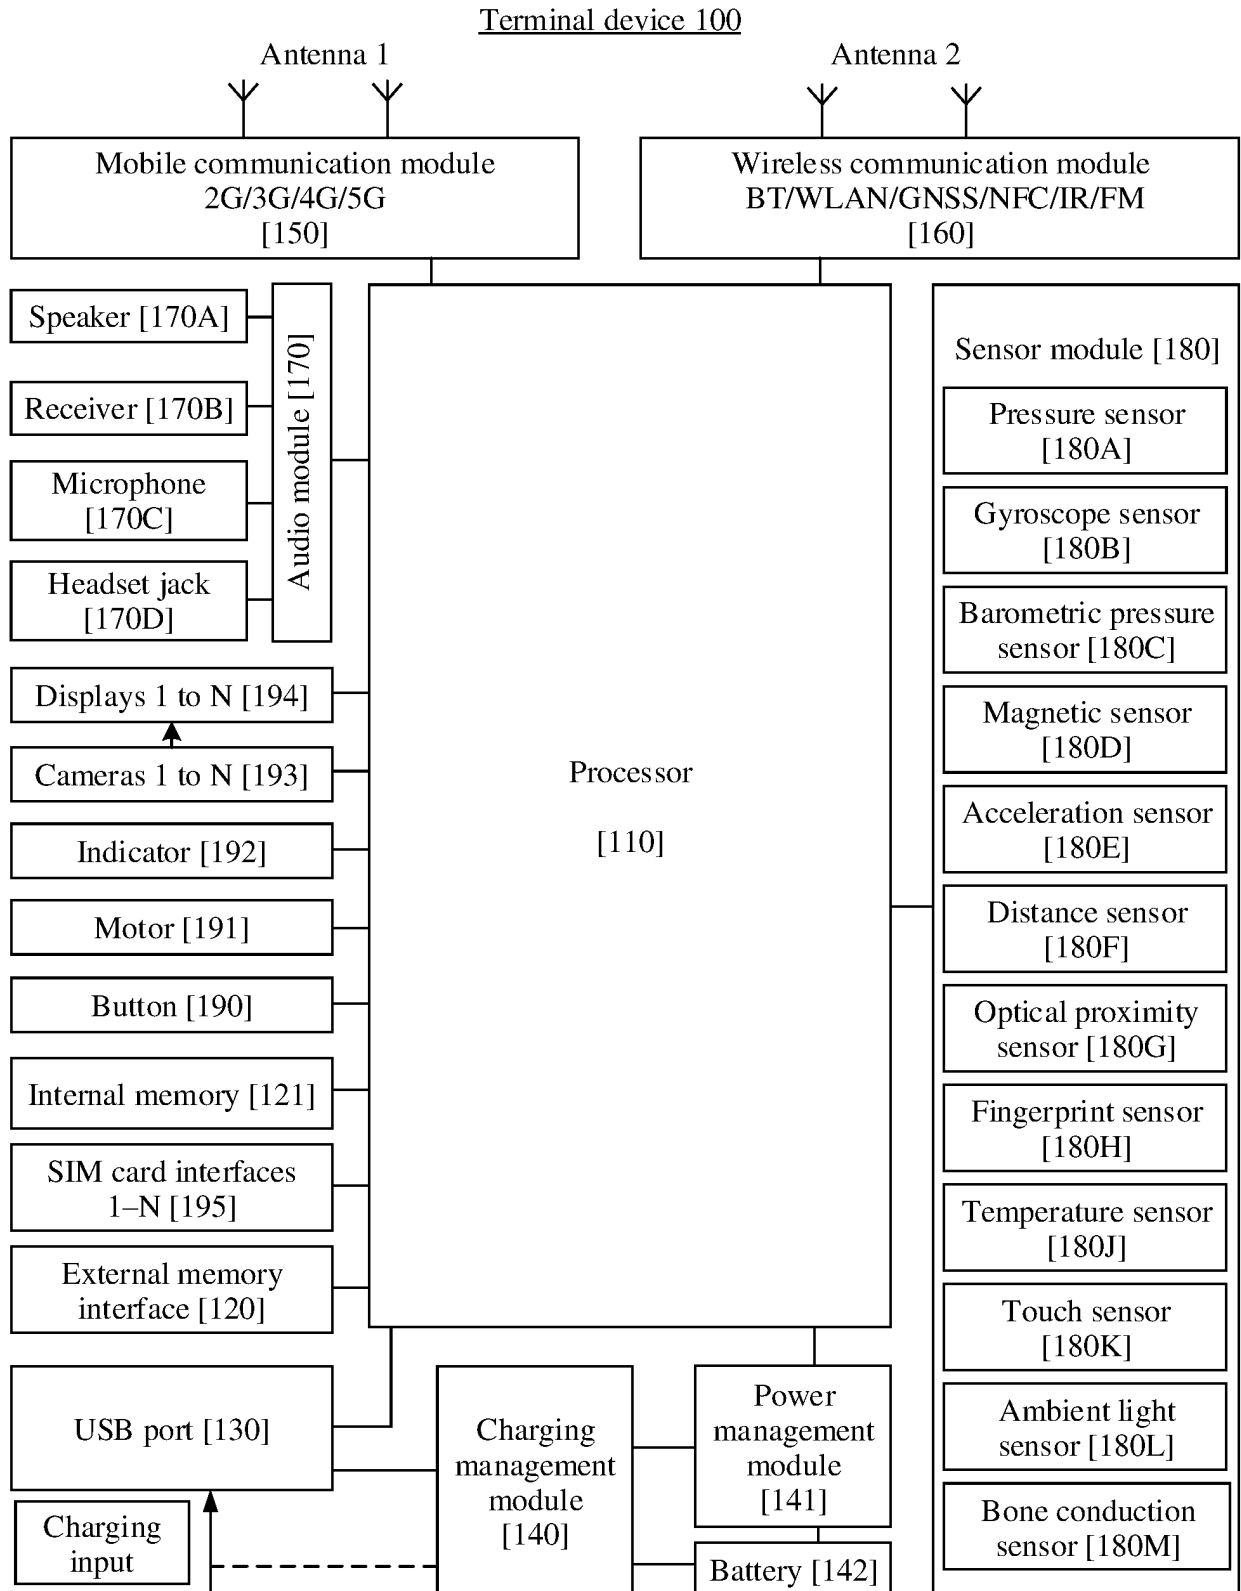 Terminal device 100
Antenna 1
Antenna 2
Mobile communication module
2G/3G/4G/5G
[150]
Wireless communication module
BT/WLAN/GNSS/NFC/IR/FM
[160]
Speaker [170A]
Receiver [170B]
Microphone
[170C]
Headset jack
[170D]
Audio module [170]
Displays 1 to N [194]
Cameras 1 to N [193]
Indicator [192]
Motor [191]
Button [190]
Internal memory [121]
SIM card interfaces
1–N [195]
External memory
interface [120]
USB port [130]
Charging
input
Processor
[110]
Charging
management
module
[140]
Power
management
module
[141]
Battery [142]
Sensor module [180]
Pressure sensor
[180A]
Gyroscope sensor
[180B]
Barometric pressure
sensor [180C]
Magnetic sensor
[180D]
Acceleration sensor
[180E]
Distance sensor
[180F]
Optical proximity
sensor [180G]
Fingerprint sensor
[180H]
Temperature sensor
[180J]
Touch sensor
[180K]
Ambient light
sensor [180L]
Bone conduction
sensor [180M]